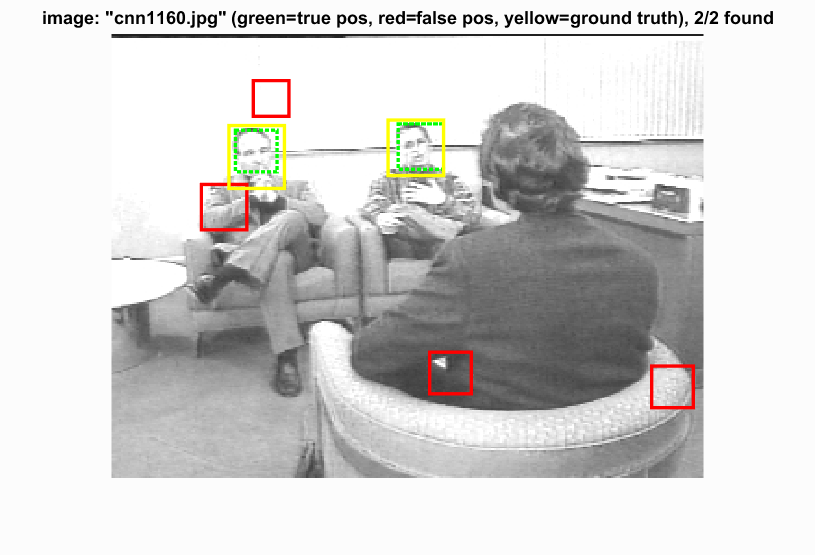 image: "cnn1160.jpg" (green=true pos, red=false pos, yellow=ground truth), 2/2 found